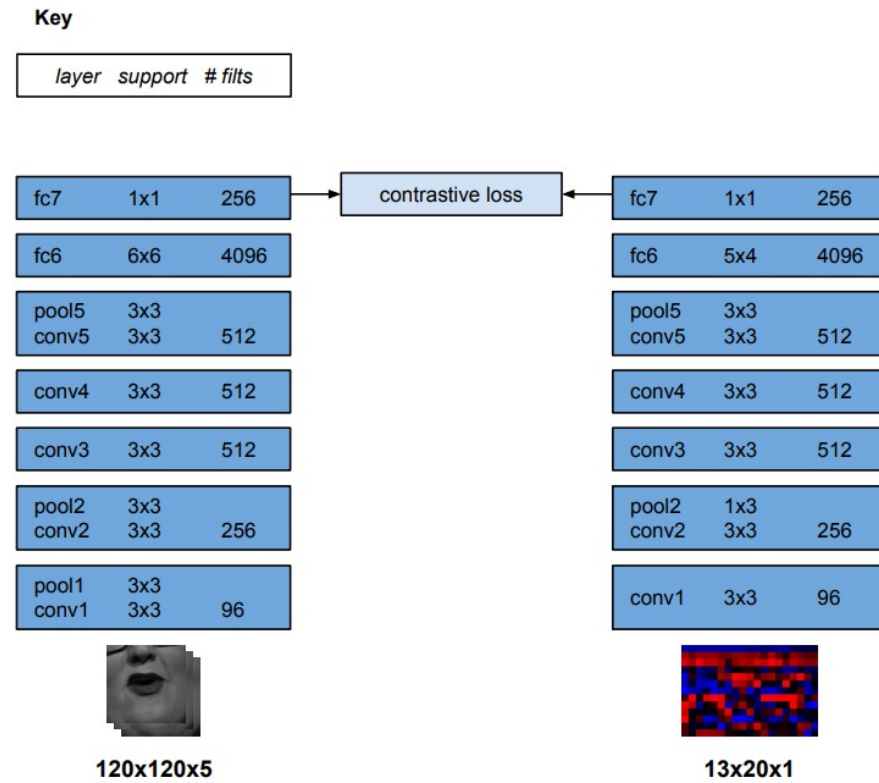 Key
layer support # filts
fc7 1x1 256
contrastive loss
fc7 1x1 256
fc6 6x6 4096
fc6 5x4 4096
pool5 3x3
conv5 3x3 512
pool5 3x3
conv5 3x3 512
conv4 3x3 512
conv4 3x3 512
conv3 3x3 512
conv3 3x3 512
pool2 3x3
conv2 3x3 256
pool2 1x3
conv2 3x3 256
pool1 3x3
conv1 3x3 96
conv1 3x3 96
120x120x5
13x20x1